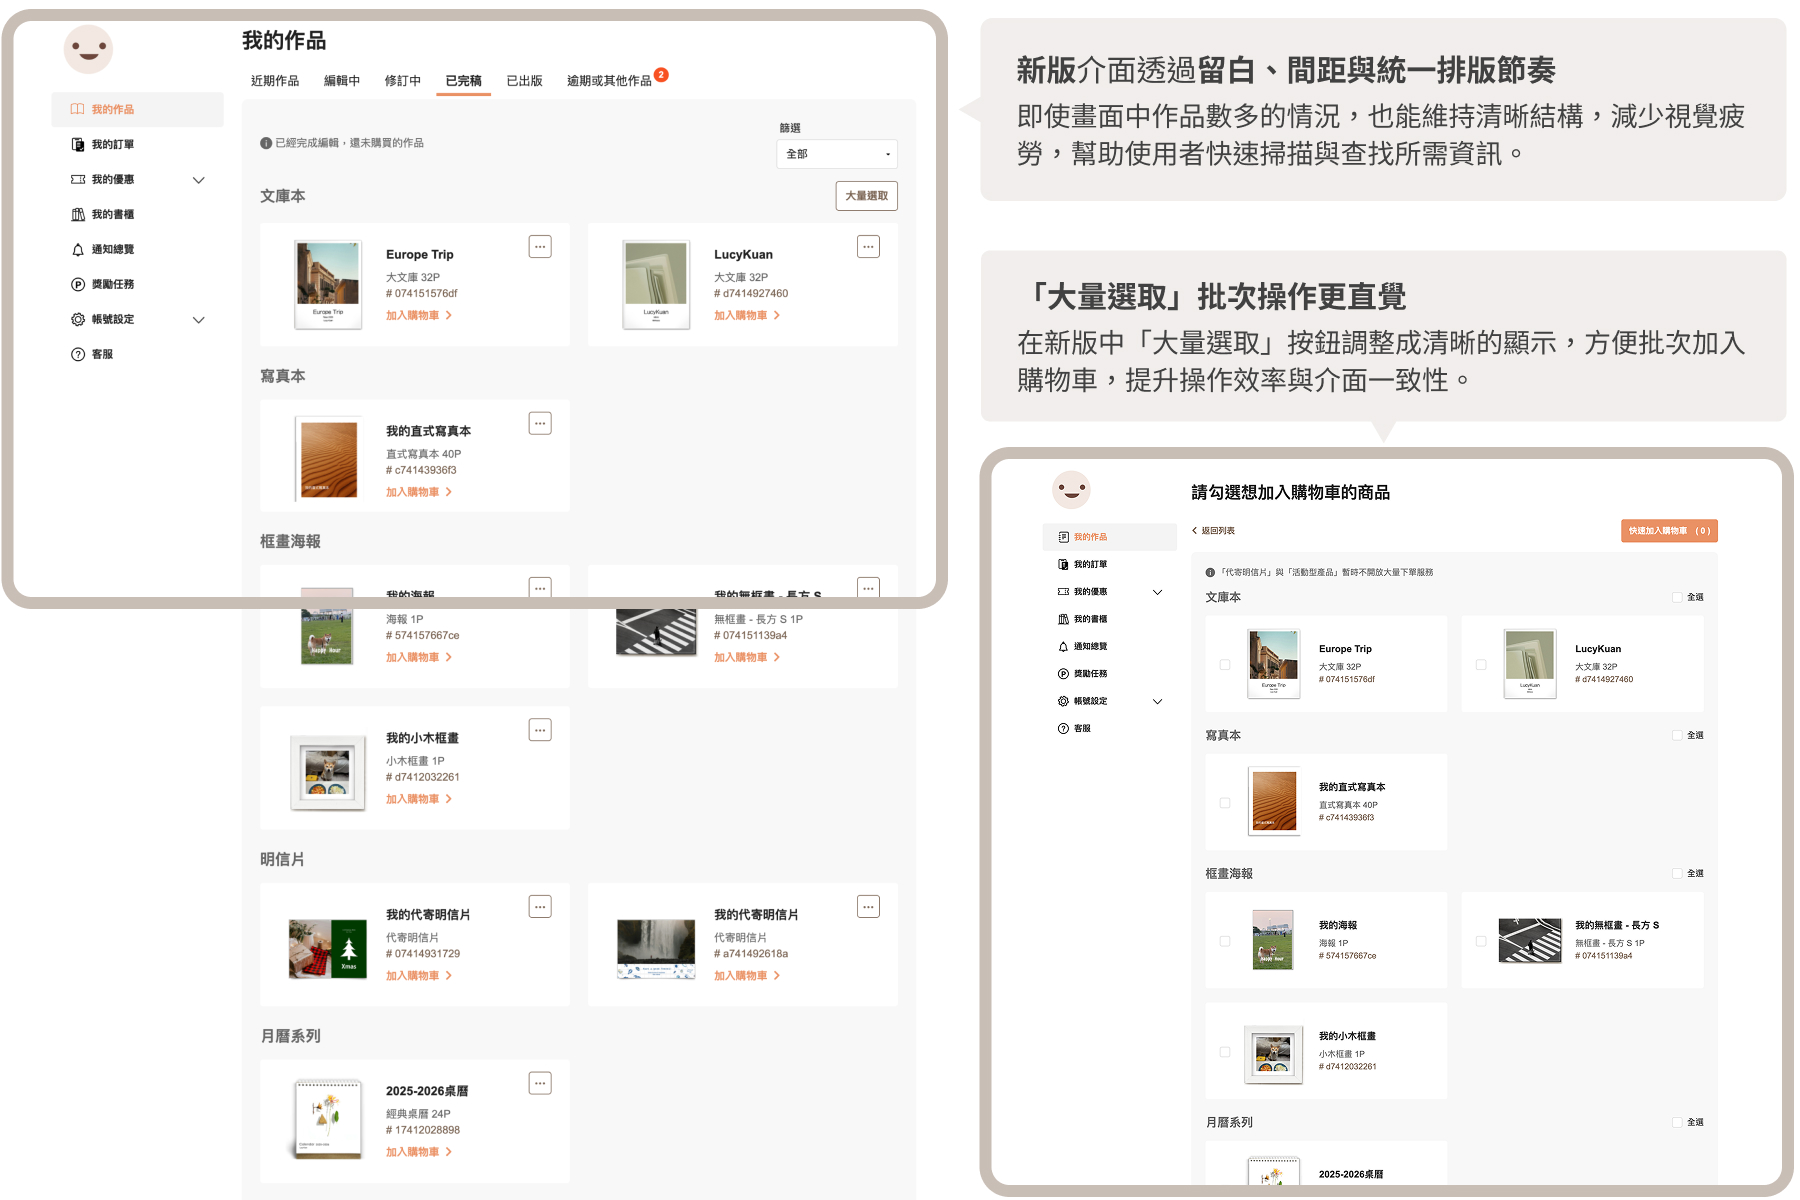 我的作品
近期作品 編輯中 修訂中 已完稿 已出版 逾期或其他作品 2
我的作品
我的訂單
我的優惠
我的書櫃
通知總覽
獎勵任務
帳號設定
客服
已經完成編輯，還未購買的作品
篩選
全部
文庫本
大量選取
Europe Trip
大文庫 32P
# 074151576df
加入購物車
Europe Trip
LucyKuan
大文庫 32P
# d7414927460
加入購物車
LucyKuan
寫真本
我的直式寫真本
直式寫真本 40P
# c74143936f3
加入購物車
框畫海報
我的海報
海報 1P
# 574157667ce
加入購物車
Happy Hour
我的無框畫 - 長方 S
無框畫 - 長方 S 1P
# 074151139a4
加入購物車
我的小木框畫
小木框畫 1P
# d7412032261
加入購物車
明信片
我的代寄明信片
代寄明信片
# 07414931729
加入購物車
Xmas
我的代寄明信片
代寄明信片
# a741492618a
加入購物車
月曆系列
2025-2026桌曆
經典桌曆 24P
# 17412028898
加入購物車
新版介面透過留白、間距與統一排版節奏
即使畫面中作品數多的情況，也能維持清晰結構，減少視覺疲
勞，幫助使用者快速掃描與查找所需資訊。
「大量選取」批次操作更直覺
在新版中「大量選取」按鈕調整成清晰的顯示，方便批次加入
購物車，提升操作效率與介面一致性。
請勾選想加入購物車的商品
返回列表
快速加入購物車 ( 0 )
我的作品
我的訂單
我的優惠
我的書櫃
通知總覽
獎勵任務
帳號設定
客服
「代寄明信片」與「活動型產品」暫時不開放大量下單服務
文庫本
全選
Europe Trip
大文庫 32P
# 074151576df
Europe Trip
LucyKuan
大文庫 32P
# d7414927460
LucyKuan
寫真本
全選
我的直式寫真本
直式寫真本 40P
# c74143936f3
框畫海報
全選
我的海報
海報 1P
# 574157667ce
Happy Hour
我的無框畫 - 長方 S
無框畫 - 長方 S 1P
# 074151139a4
我的小木框畫
小木框畫 1P
# d7412032261
月曆系列
全選
2025-2026桌曆